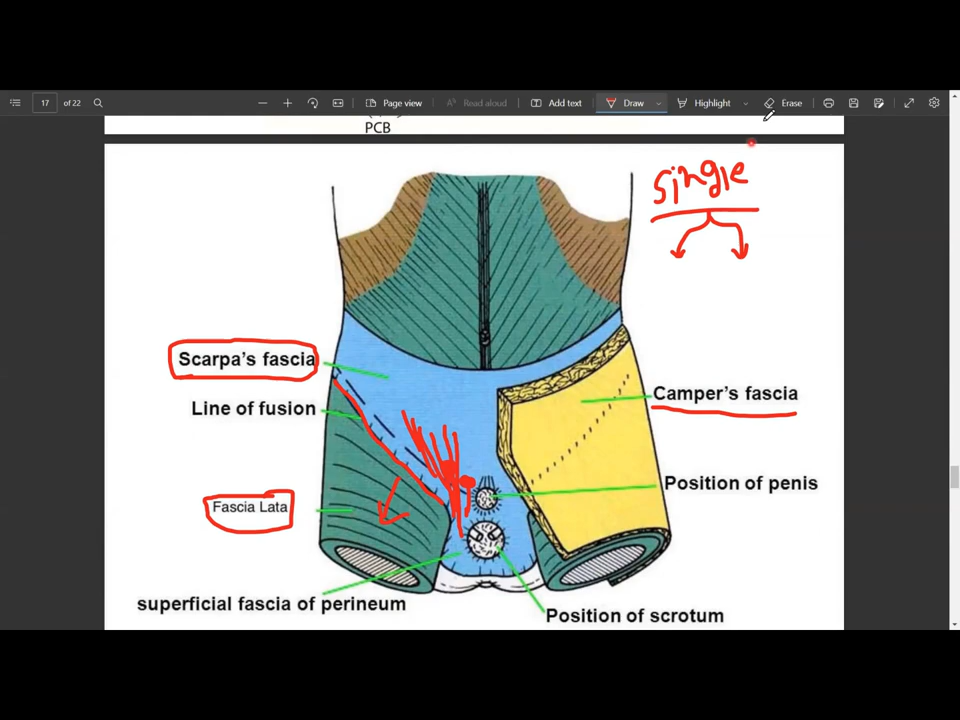 17 of 22 Page view Read aloud Add text Draw Highlight Erase
PCB
single
Scarpa's fascia
Camper's fascia
Line of fusion
Position of penis
Fascia Lata
superficial fascia of perineum
Position of scrotum